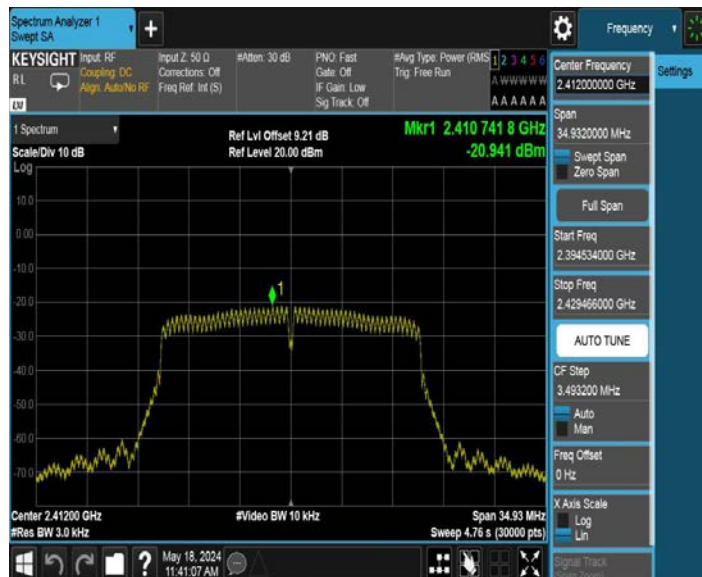 Spectrum Analyzer 1
Swept SA
+
Frequency
KEYSIGHT
RL
LXI
Input: RF
Coupling: DC
Align: Auto/No RF
Input Z: 50 Ω
Corrections: Off
Freq Ref: Int (S)
#Atten: 30 dB
PNO: Fast
Gate: Off
IF Gain: Low
Sig Track: Off
#Avg Type: Power (RMS
Trig: Free Run
1 2 3 4 5 6
A W W W W W
A A A A A A
1 Spectrum
Scale/Div 10 dB
Log
Ref Lvl Offset 9.21 dB
Ref Level 20.00 dBm
Mkr1 2.410 741 8 GHz
-20.941 dBm
10.0
0.00
-10.0
-20.0
-30.0
-40.0
-50.0
-60.0
-70.0
1
Center 2.41200 GHz
#Res BW 3.0 kHz
#Video BW 10 kHz
Span 34.93 MHz
Sweep 4.76 s (30000 pts)
Center Frequency
2.412000000 GHz
Settings
Span
34.9320000 MHz
Swept Span
Zero Span
Full Span
Start Freq
2.394534000 GHz
Stop Freq
2.429466000 GHz
AUTO TUNE
CF Step
3.493200 MHz
Auto
Man
Freq Offset
0 Hz
X Axis Scale
Log
Lin
Signal Track
?
May 18, 2024
11:41:07 AM